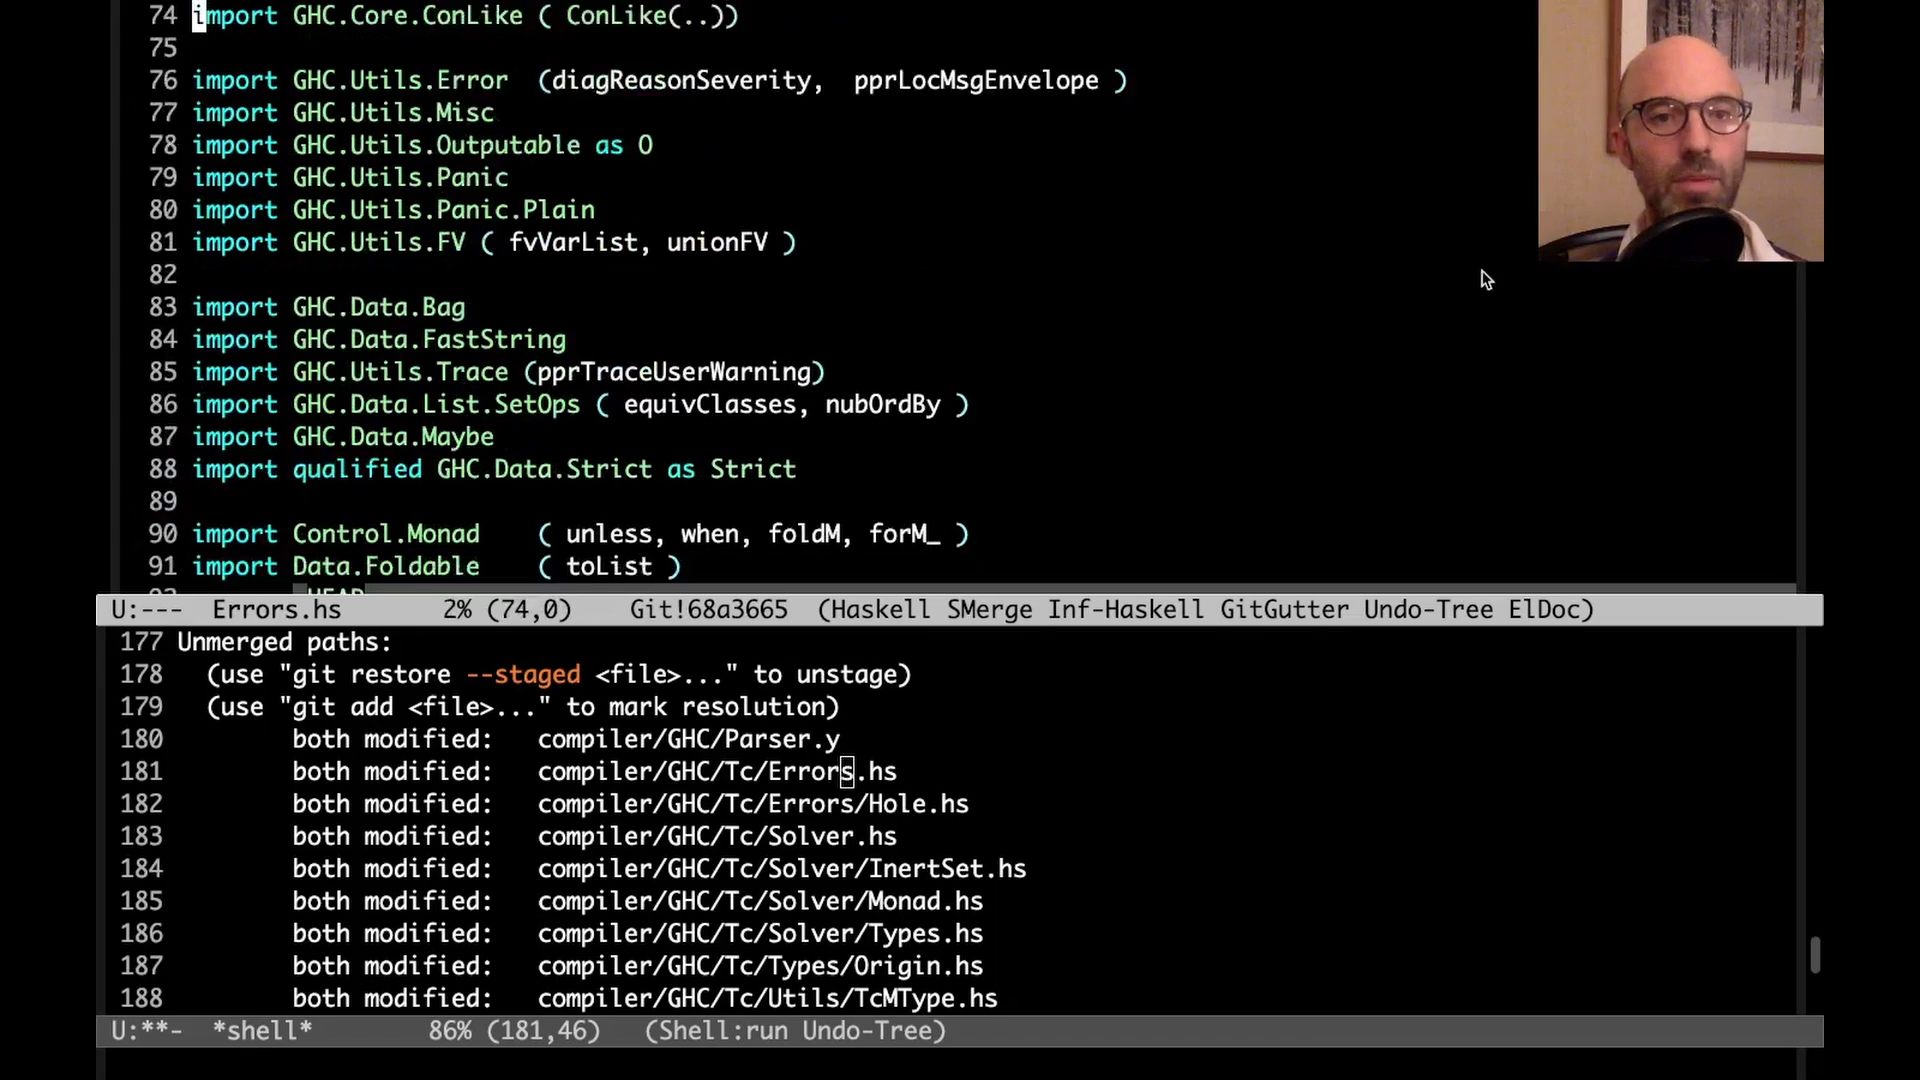 74 import GHC.Core.ConLike ( ConLike(..))
75
76 import GHC.Utils.Error  (diagReasonSeverity,  pprLocMsgEnvelope )
77 import GHC.Utils.Misc
78 import GHC.Utils.Outputable as O
79 import GHC.Utils.Panic
80 import GHC.Utils.Panic.Plain
81 import GHC.Utils.FV ( fvVarList, unionFV )
82
83 import GHC.Data.Bag
84 import GHC.Data.FastString
85 import GHC.Utils.Trace (pprTraceUserWarning)
86 import GHC.Data.List.SetOps ( equivClasses, nubOrdBy )
87 import GHC.Data.Maybe
88 import qualified GHC.Data.Strict as Strict
89
90 import Control.Monad    ( unless, when, foldM, forM_ )
91 import Data.Foldable    ( toList )
U:---  Errors.hs       2% (74,0)    Git!68a3665  (Haskell SMerge Inf-Haskell GitGutter Undo-Tree ElDoc)
177 Unmerged paths:
178   (use "git restore --staged <file>..." to unstage)
179   (use "git add <file>..." to mark resolution)
180         both modified:   compiler/GHC/Parser.y
181         both modified:   compiler/GHC/Tc/Errors.hs
182         both modified:   compiler/GHC/Tc/Errors/Hole.hs
183         both modified:   compiler/GHC/Tc/Solver.hs
184         both modified:   compiler/GHC/Tc/Solver/InertSet.hs
185         both modified:   compiler/GHC/Tc/Solver/Monad.hs
186         both modified:   compiler/GHC/Tc/Solver/Types.hs
187         both modified:   compiler/GHC/Tc/Types/Origin.hs
188         both modified:   compiler/GHC/Tc/Utils/TcMType.hs
U:**-  *shell*        86% (181,46)   (Shell:run Undo-Tree)